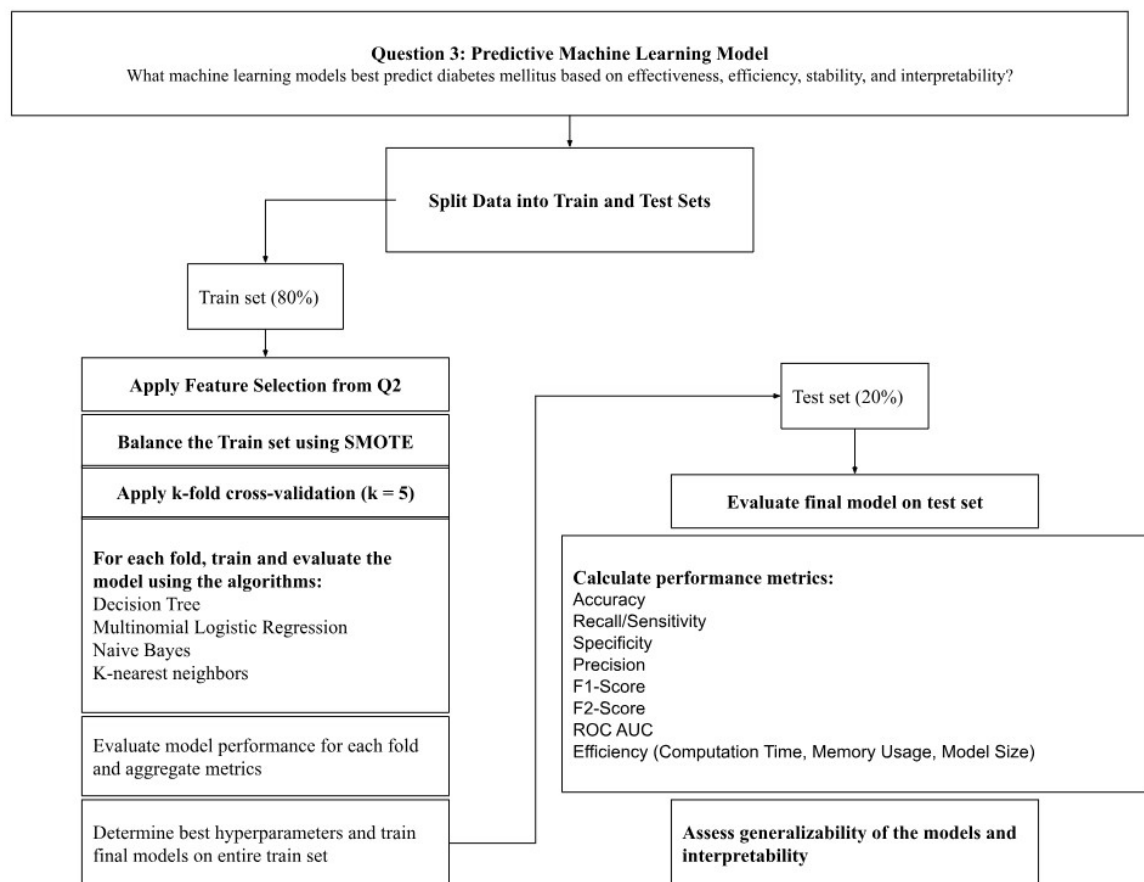 Question 3: Predictive Machine Learning Model
What machine learning models best predict diabetes mellitus based on effectiveness, efficiency, stability, and interpretability?
Split Data into Train and Test Sets
Train set (80%)
Apply Feature Selection from Q2
Balance the Train set using SMOTE
Apply k-fold cross-validation (k = 5)
For each fold, train and evaluate the
model using the algorithms:
Decision Tree
Multinomial Logistic Regression
Naive Bayes
K-nearest neighbors
Evaluate model performance for each fold
and aggregate metrics
Determine best hyperparameters and train
final models on entire train set
Test set (20%)
Evaluate final model on test set
Calculate performance metrics:
Accuracy
Recall/Sensitivity
Specificity
Precision
F1-Score
F2-Score
ROC AUC
Efficiency (Computation Time, Memory Usage, Model Size)
Assess generalizability of the models and
interpretability